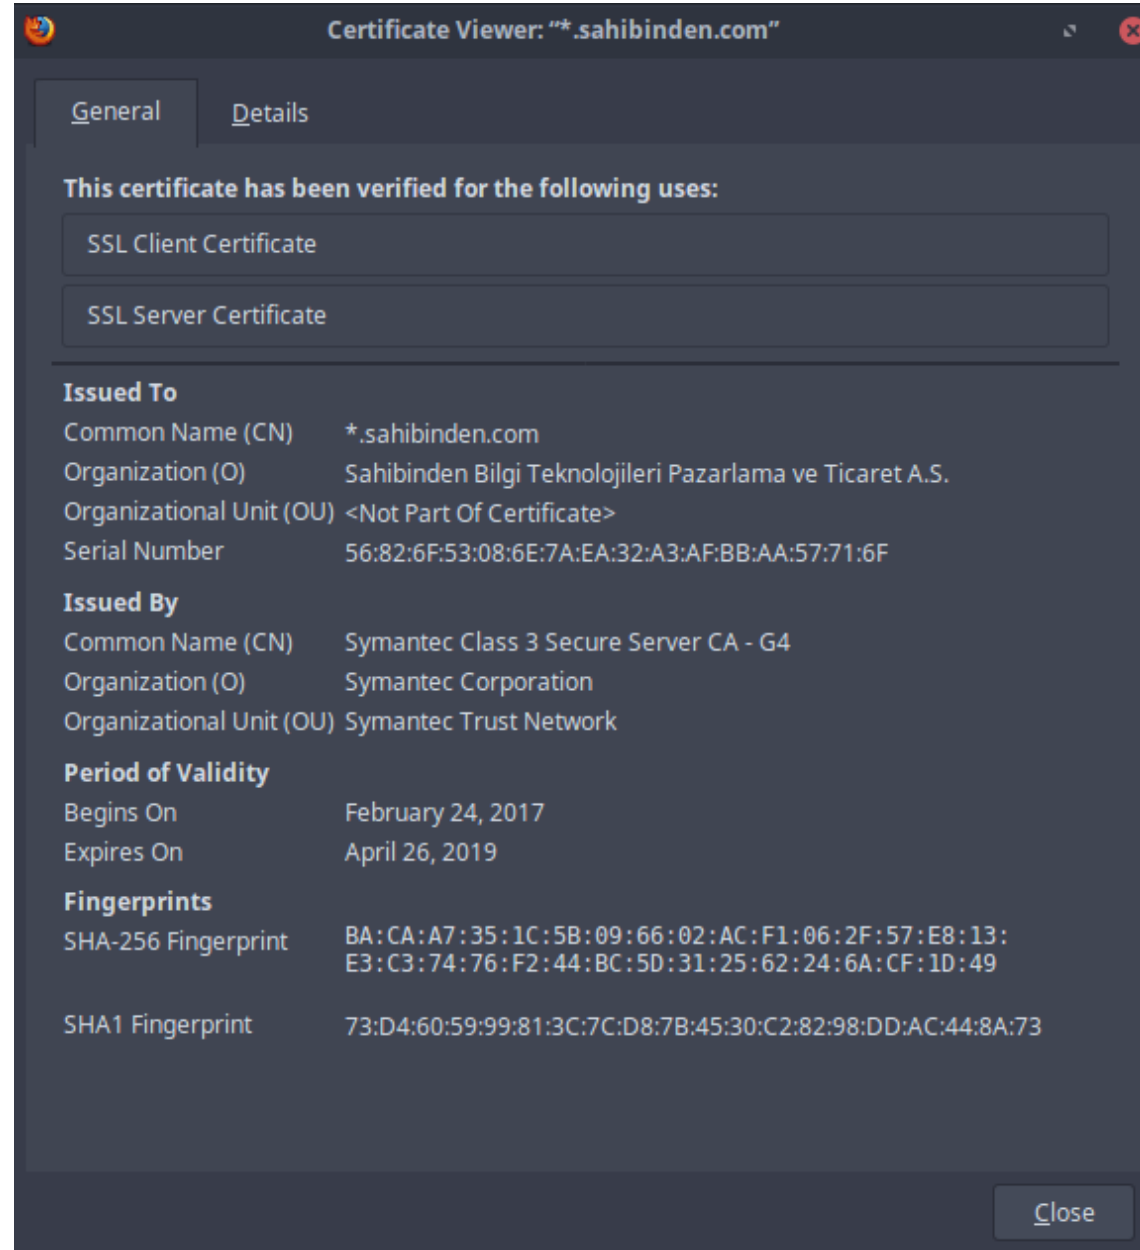 Certificate Viewer: “*.sahibinden.com”
General Details
This certificate has been verified for the following uses:
SSL Client Certificate
SSL Server Certificate
Issued To
Common Name (CN) *.sahibinden.com
Organization (O) Sahibinden Bilgi Teknolojileri Pazarlama ve Ticaret A.S.
Organizational Unit (OU) <Not Part Of Certificate>
Serial Number 56:82:6F:53:08:6E:7A:EA:32:A3:AF:BB:AA:57:71:6F
Issued By
Common Name (CN) Symantec Class 3 Secure Server CA - G4
Organization (O) Symantec Corporation
Organizational Unit (OU) Symantec Trust Network
Period of Validity
Begins On February 24, 2017
Expires On April 26, 2019
Fingerprints
SHA-256 Fingerprint BA:CA:A7:35:1C:5B:09:66:02:AC:F1:06:2F:57:E8:13:
E3:C3:74:76:F2:44:BC:5D:31:25:62:24:6A:CF:1D:49
SHA1 Fingerprint 73:D4:60:59:99:81:3C:7C:D8:7B:45:30:C2:82:98:DD:AC:44:8A:73
Close